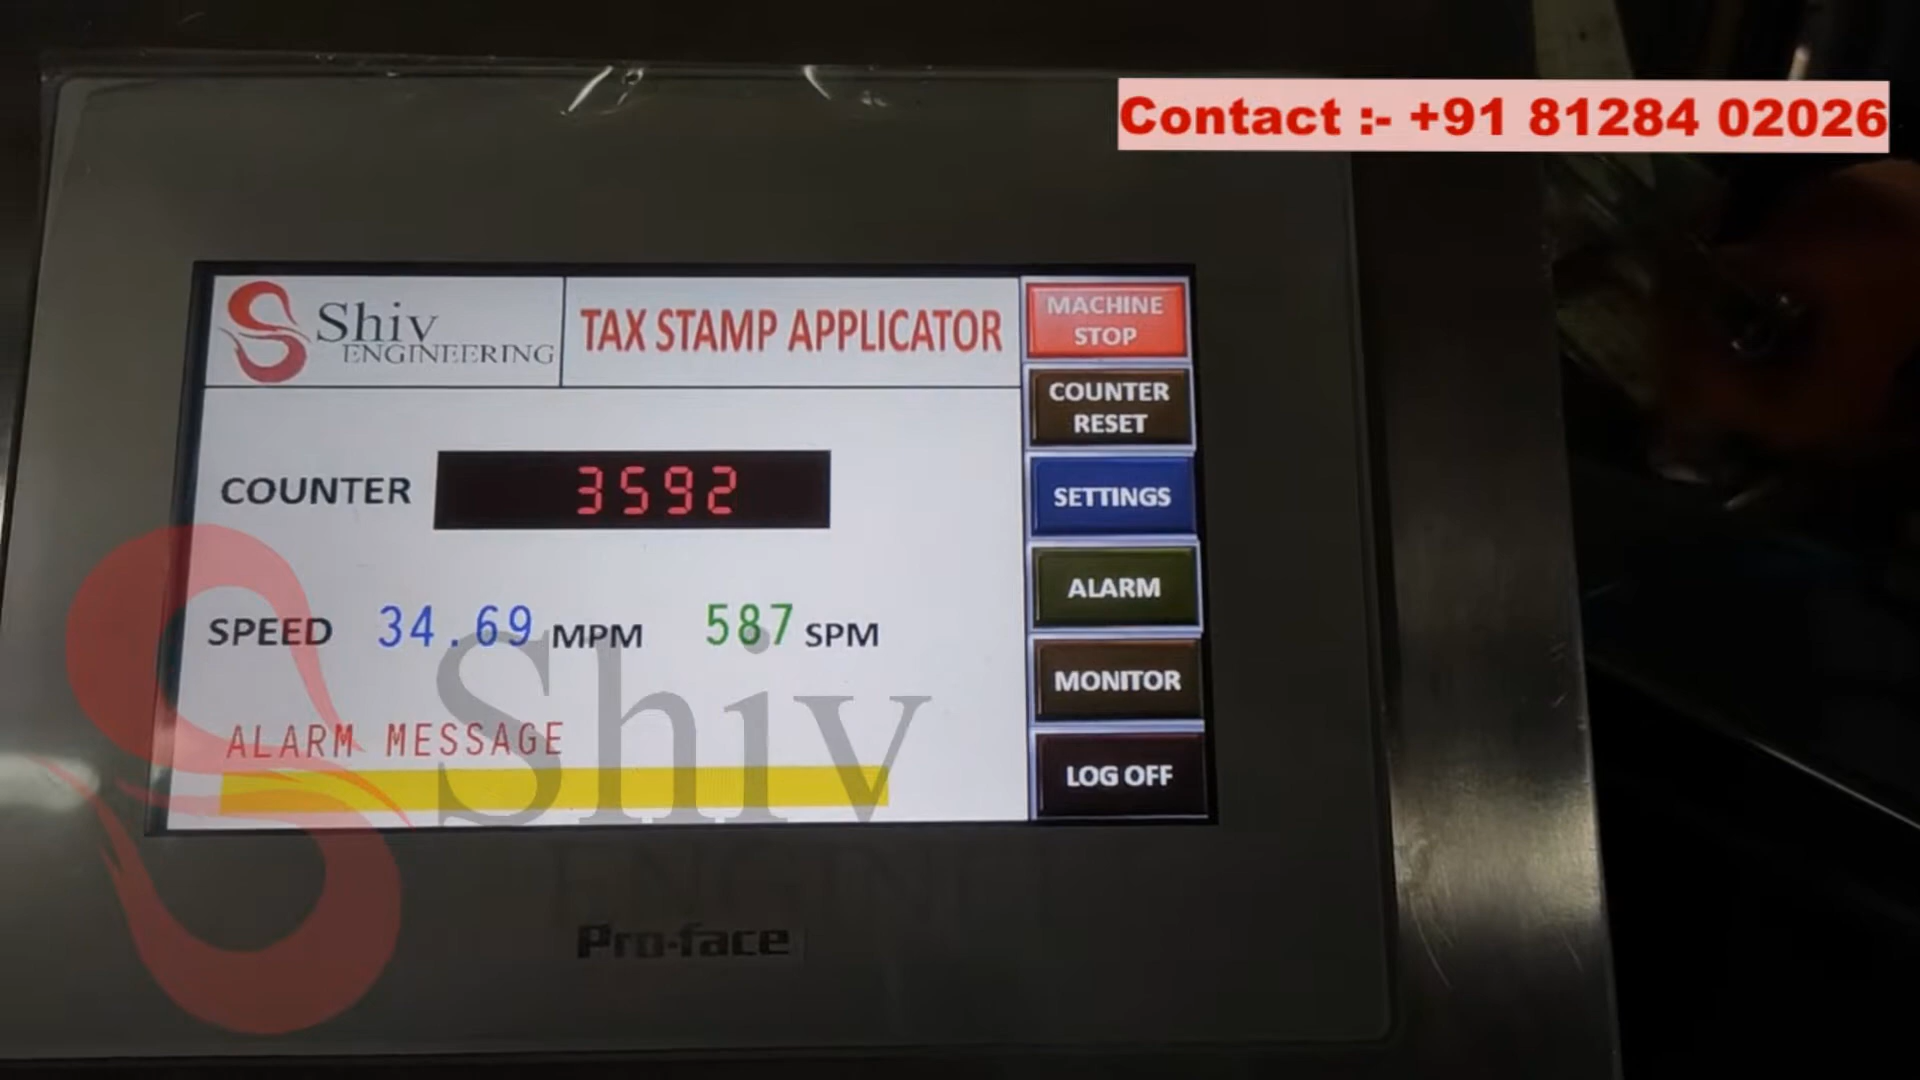 Contact :- +91 81284 02026
Shiv
ENGINEERING
TAX STAMP APPLICATOR
MACHINE
STOP
COUNTER
RESET
COUNTER 3592
SETTINGS
ALARM
SPEED 34.69 MPM 587 SPM
MONITOR
ALARM MESSAGE
LOG OFF
Shiv
Pro-face